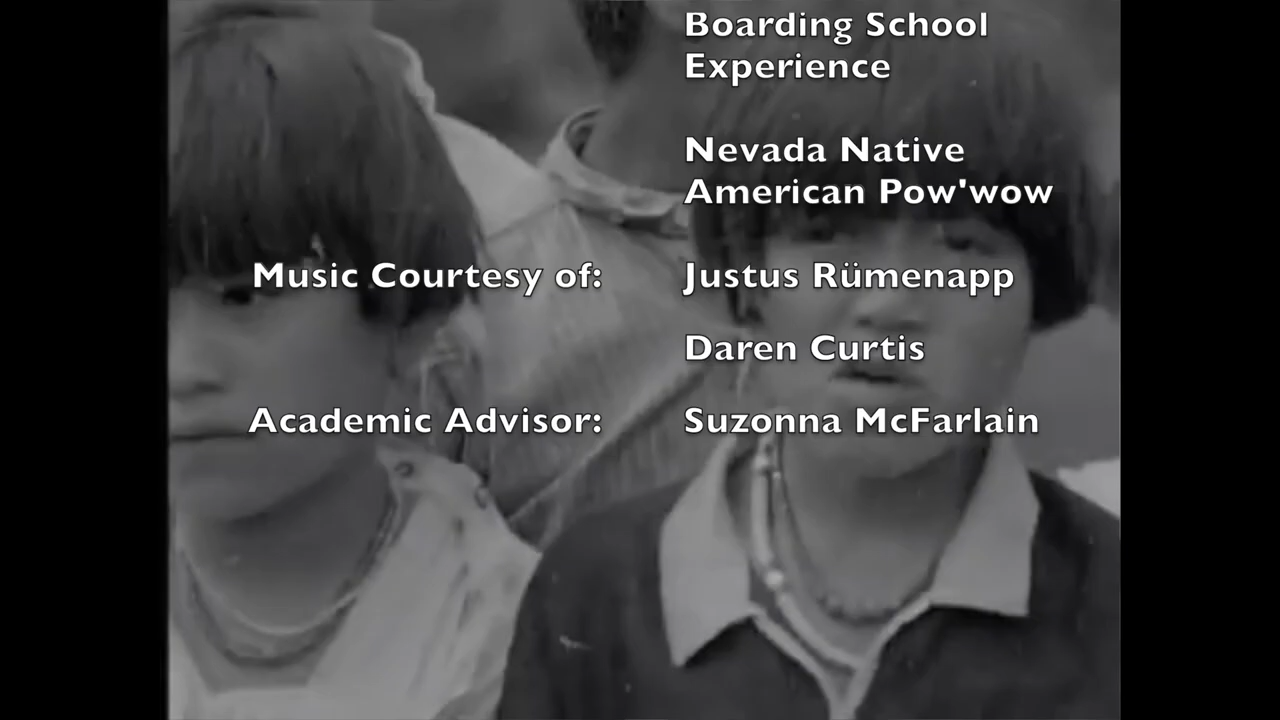 Boarding School
Experience
Nevada Native
American Pow'wow
Music Courtesy of: Justus Rümenapp
Daren Curtis
Academic Advisor: Suzonna McFarlain